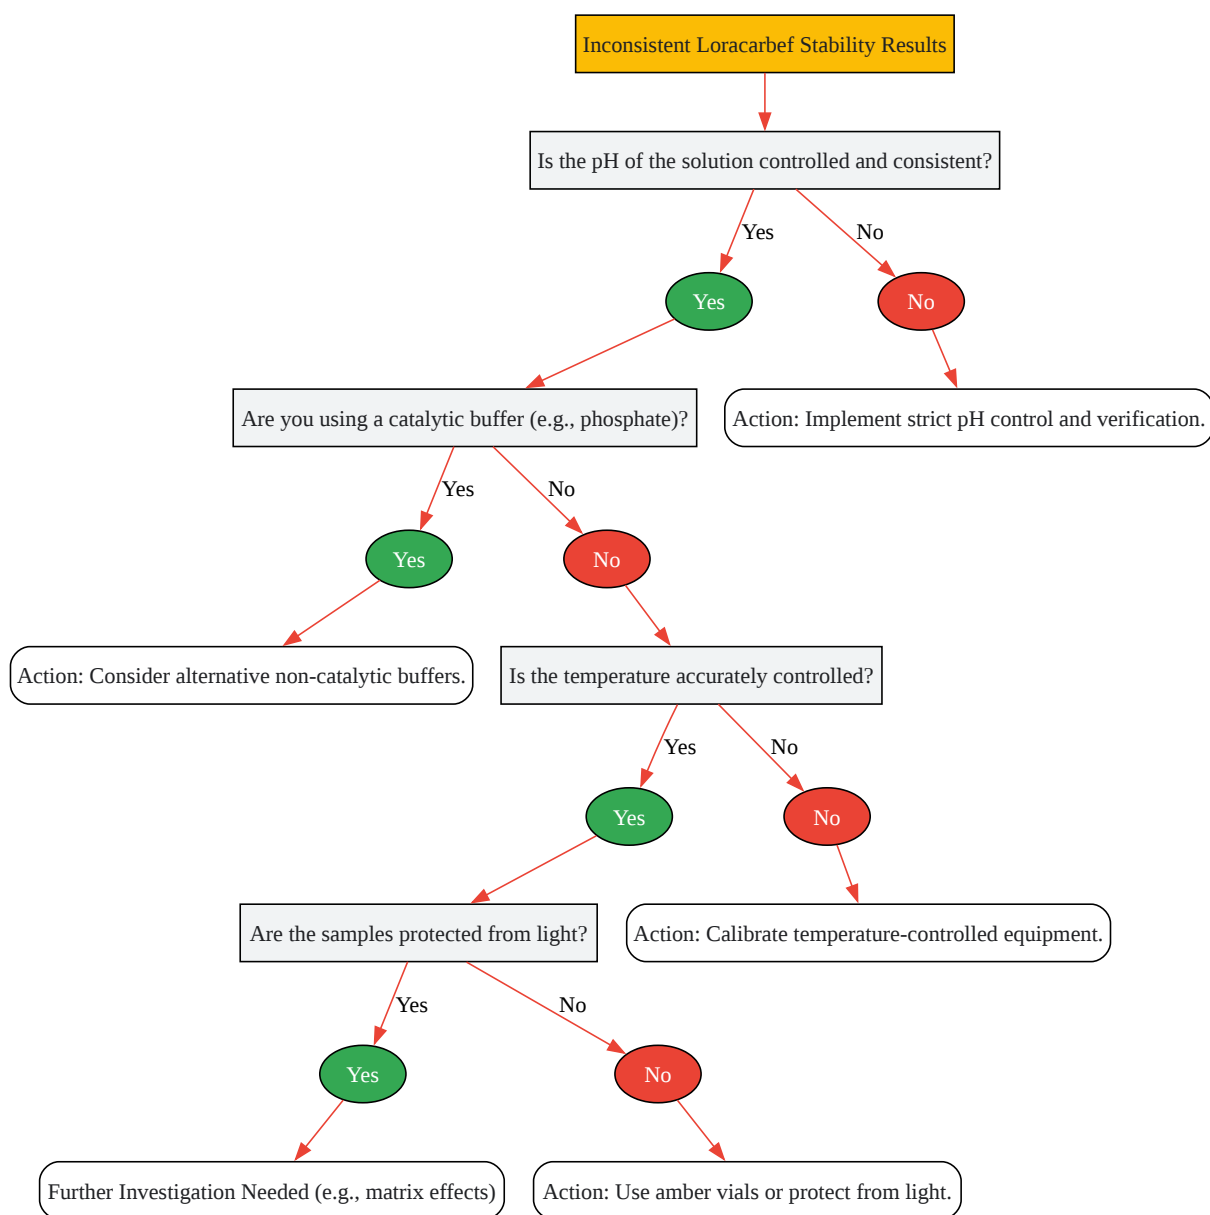 Inconsistent Loracarbef Stability Results
Is the pH of the solution controlled and consistent?
Yes
No
Yes
No
Are you using a catalytic buffer (e.g., phosphate)?
Action: Implement strict pH control and verification.
Yes
No
Yes
No
Action: Consider alternative non-catalytic buffers.
Is the temperature accurately controlled?
Yes
No
Yes
No
Are the samples protected from light?
Action: Calibrate temperature-controlled equipment.
Yes
No
Yes
No
Further Investigation Needed (e.g., matrix effects)
Action: Use amber vials or protect from light.